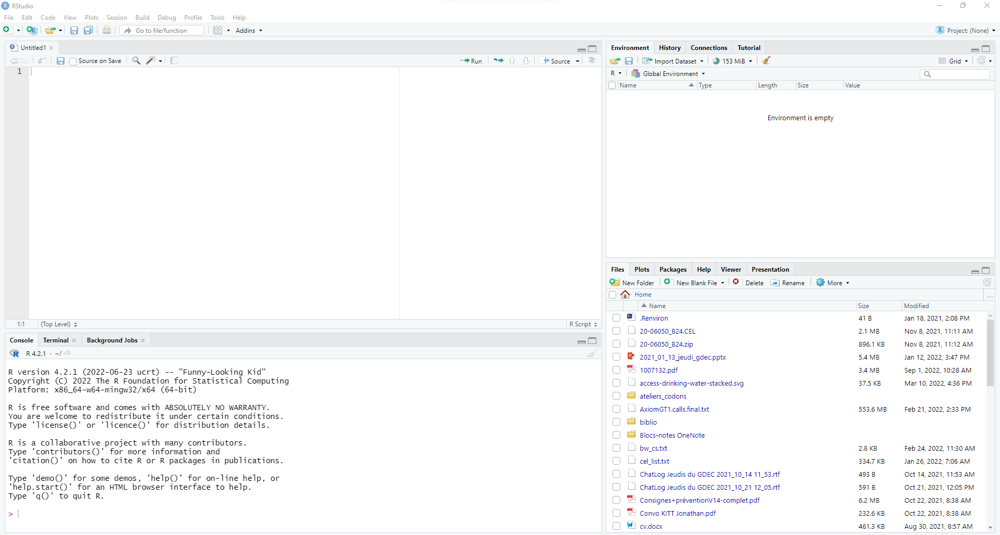 RStudio
File Edit Code View Plots Session Build Debug Profile Tools Help
Go to file/function Addins Project: (None)
Untitled1
Source on Save Run Source
1
1:1 (Top Level) R Script
Console Terminal Background Jobs
R 4.2.1 · ~/
R version 4.2.1 (2022-06-23 ucrt) -- "Funny-Looking Kid"
Copyright (C) 2022 The R Foundation for Statistical Computing
Platform: x86_64-w64-mingw32/x64 (64-bit)
R is free software and comes with ABSOLUTELY NO WARRANTY.
You are welcome to redistribute it under certain conditions.
Type 'license()' or 'licence()' for distribution details.
R is a collaborative project with many contributors.
Type 'contributors()' for more information and
'citation()' on how to cite R or R packages in publications.
Type 'demo()' for some demos, 'help()' for on-line help, or
'help.start()' for an HTML browser interface to help.
Type 'q()' to quit R.
>
Environment History Connections Tutorial
Import Dataset 153 MiB Grid
R Global Environment
Name Type Length Size Value
Environment is empty
Files Plots Packages Help Viewer Presentation
New Folder New Blank File Delete Rename More
Home ...
Name Size Modified
.Renviron 41 B Jan 18, 2021, 2:08 PM
20-06050_B24.CEL 2.1 MB Nov 8, 2021, 11:11 AM
20-06050_B24.zip 896.1 KB Nov 8, 2021, 11:12 AM
2021_01_13_jeudi_gdec.pptx 5.4 MB Jan 12, 2022, 3:47 PM
1007132.pdf 3.4 MB Sep 1, 2022, 10:28 AM
access-drinking-water-stacked.svg 37.5 KB Mar 10, 2022, 4:36 PM
ateliers_codons
AxiomGT1.calls.final.txt 553.6 MB Feb 21, 2022, 2:33 PM
biblio
Blocs-notes OneNote
bw_cs.txt 2.8 KB Feb 24, 2022, 11:30 AM
cel_list.txt 334.7 KB Jan 26, 2022, 7:06 AM
ChatLog Jeudis du GDEC 2021_10_14 11_53.rtf 493 B Oct 14, 2021, 11:53 AM
ChatLog Jeudis du GDEC 2021_10_21 12_05.rtf 591 B Oct 21, 2021, 12:05 PM
Consignes+préventionV14-complet.pdf 6.2 MB Oct 22, 2021, 8:38 AM
Convo KITT Jonathan.pdf 232.6 KB Oct 22, 2021, 8:38 AM
cv.docx 461.3 KB Aug 30, 2021, 8:57 AM